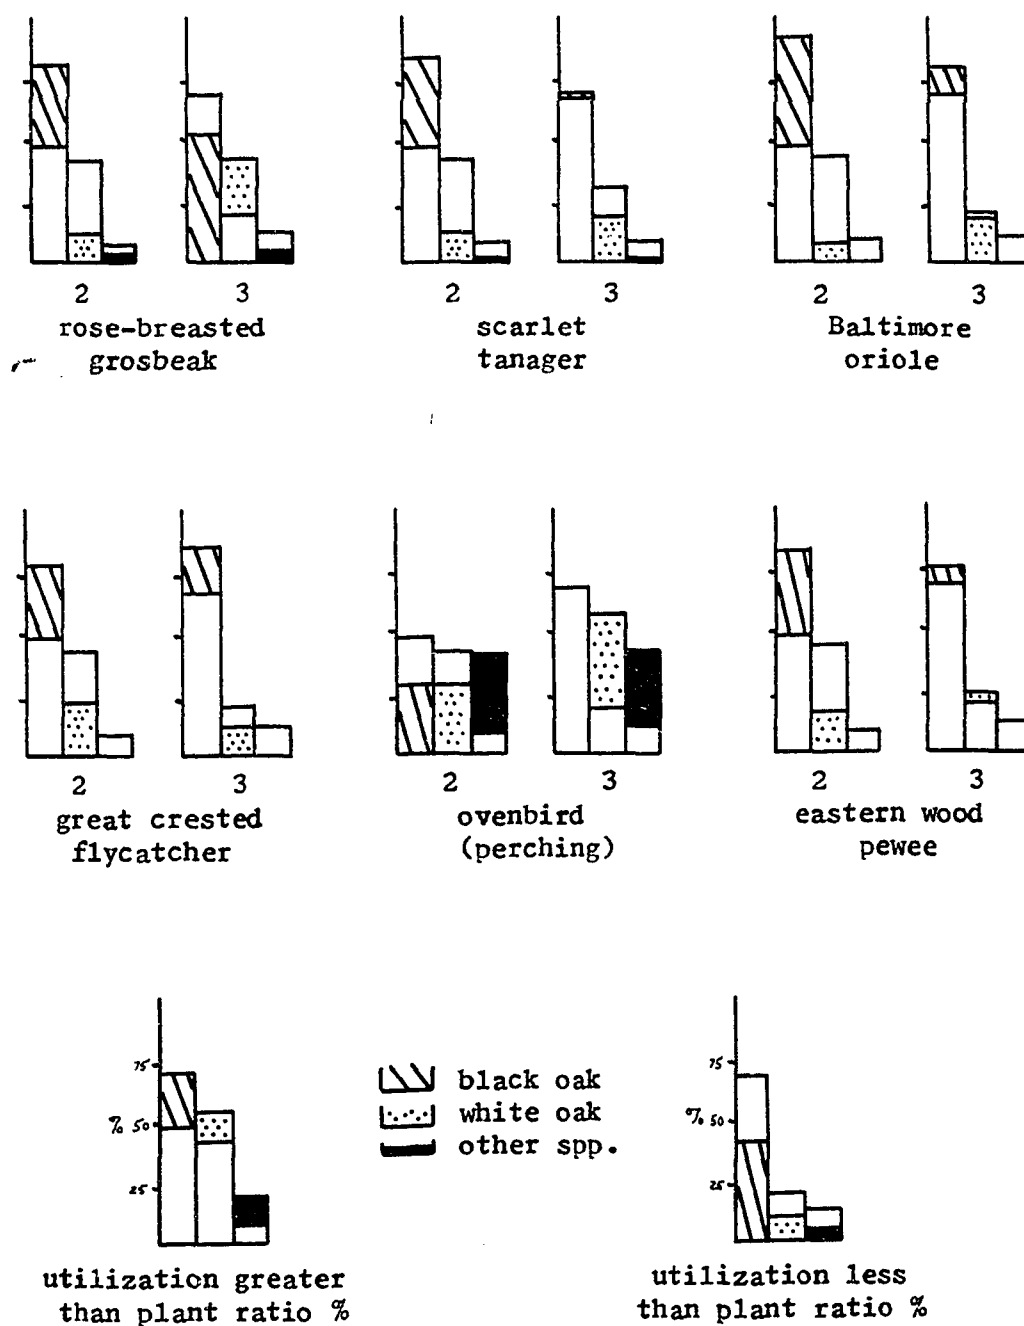 2 3 2 3 2 3
rose-breasted scarlet Baltimore
grosbeak tanager oriole
2 3 2 3 2 3
great crested ovenbird eastern wood
flycatcher (perching) pewee
75
% 50
25
black oak
white oak
other spp.
75
% 50
25
utilization greater
than plant ratio %
utilization less
than plant ratio %